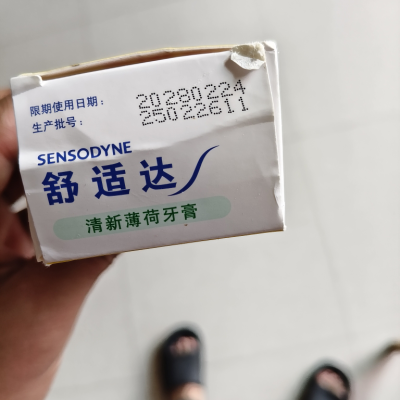 限期使用日期: 20280224
生产批号: 25022611
SENSODYNE
舒适达
清新薄荷牙膏